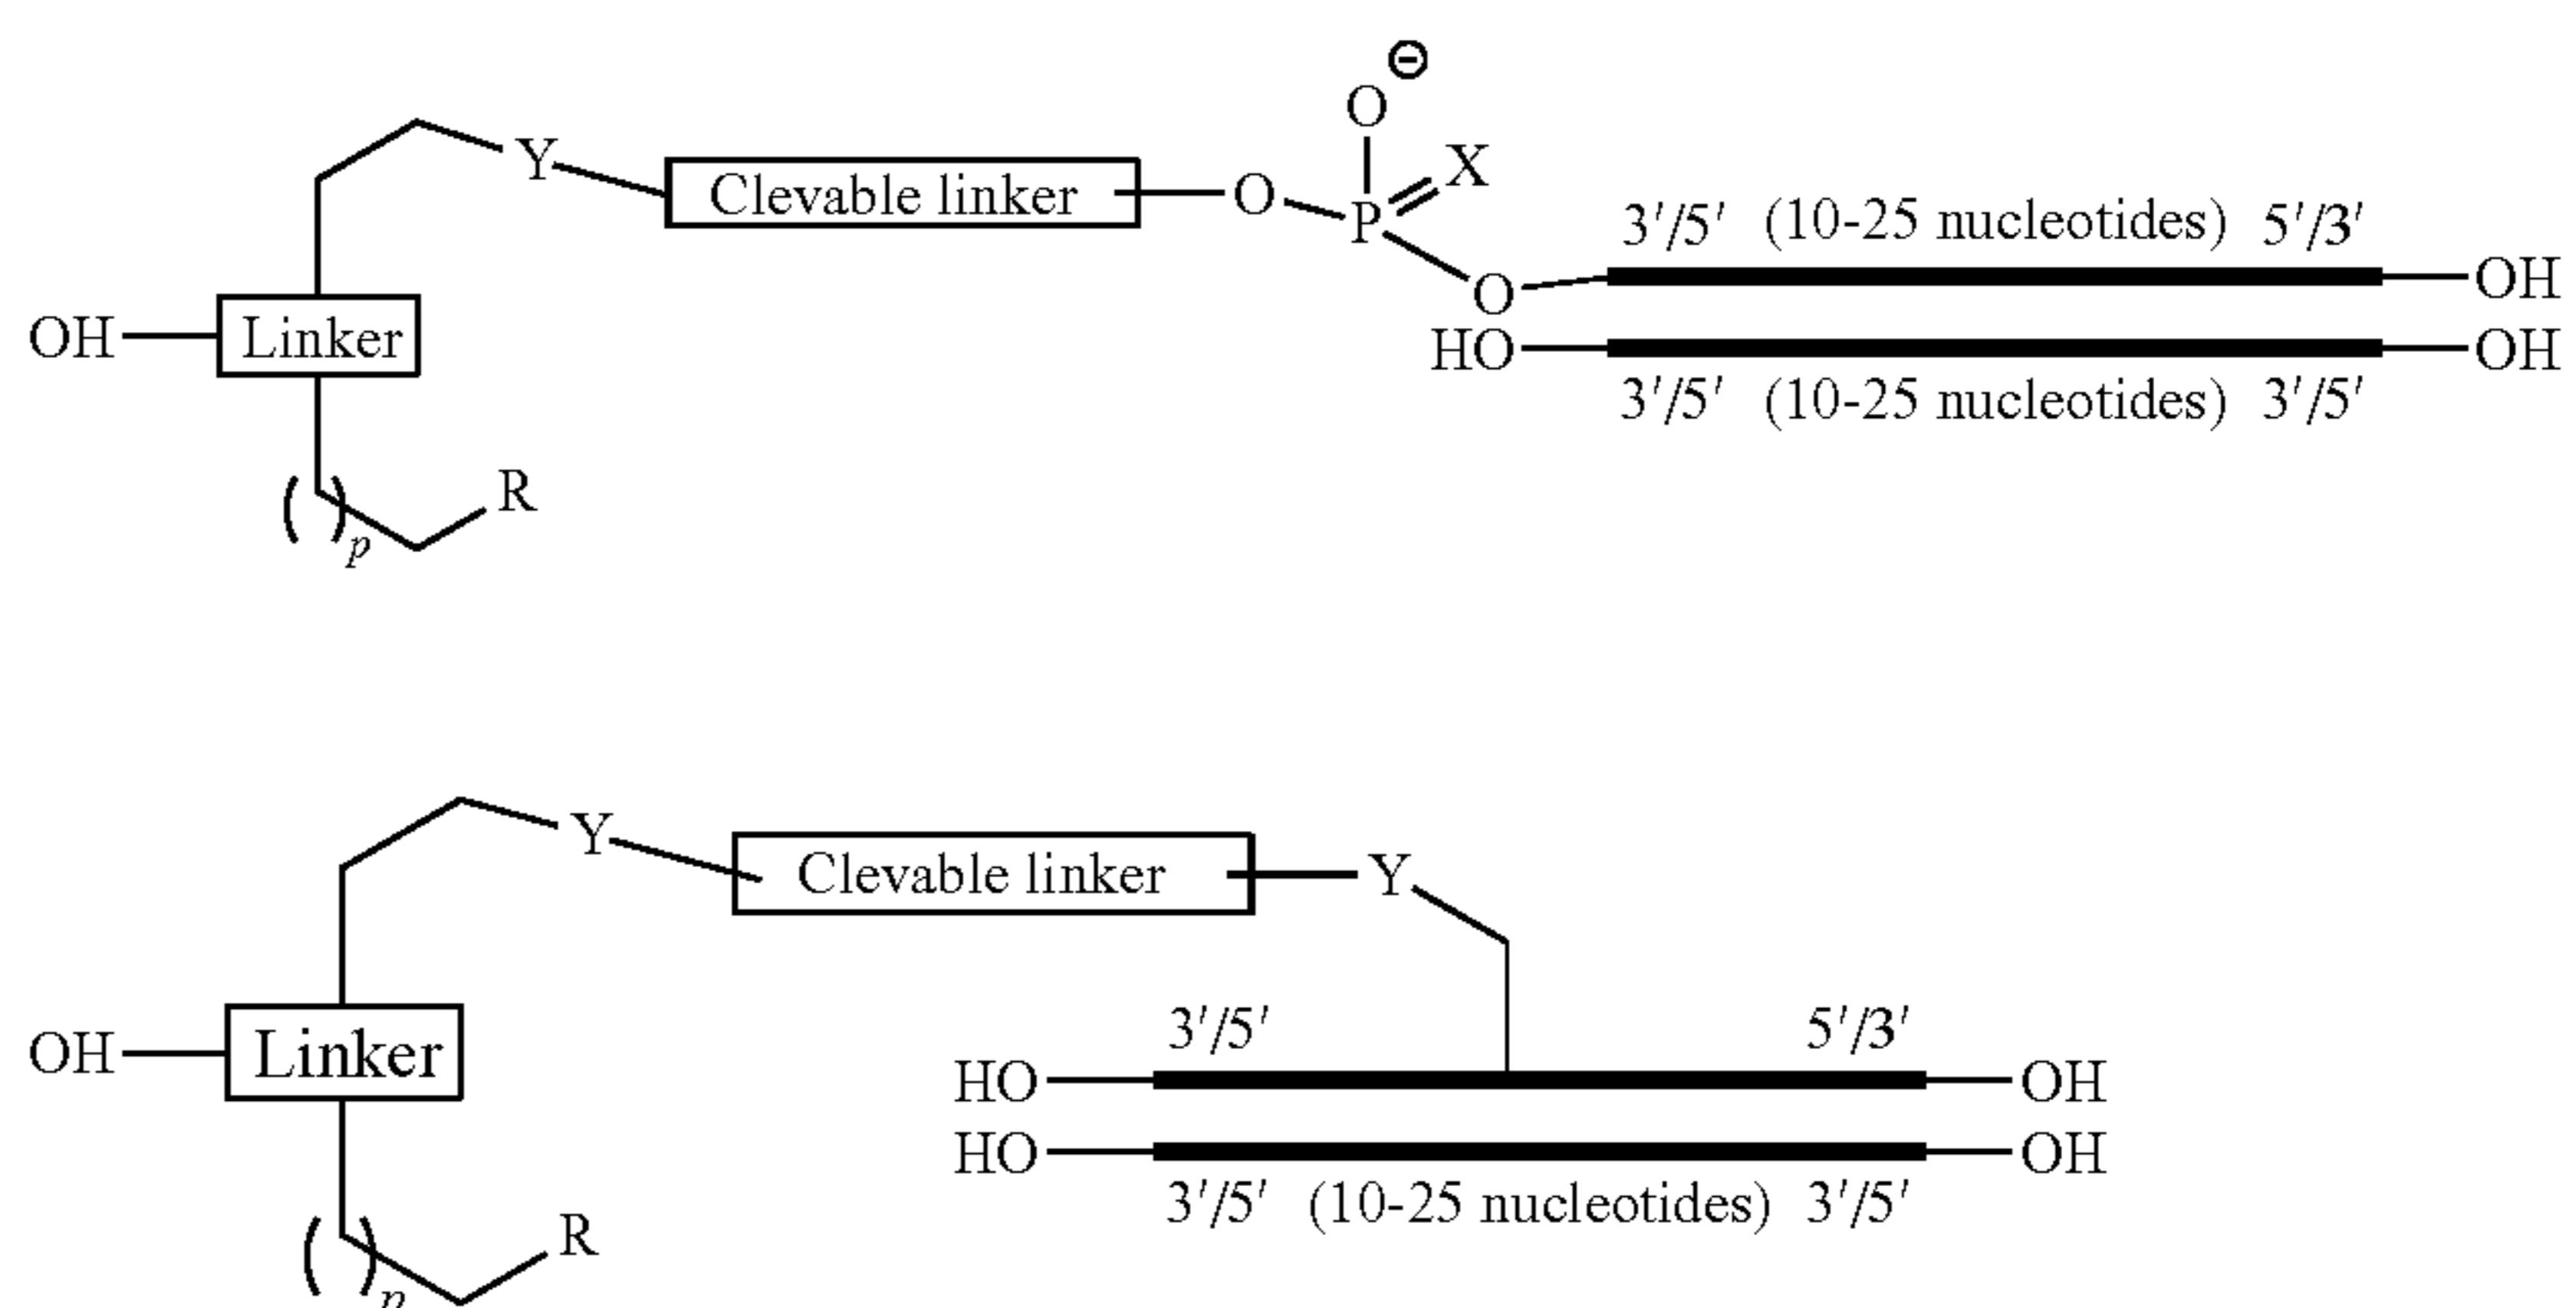 O ⊖
Y
Clevable linker
O
P
X
3'/5' (10-25 nucleotides) 5'/3'
O
OH
OH
Linker
HO
OH
3'/5' (10-25 nucleotides) 3'/5'
( )p
R
Y
Clevable linker
Y
3'/5' 5'/3'
OH
Linker
HO
OH
HO
OH
3'/5' (10-25 nucleotides) 3'/5'
( )p
R